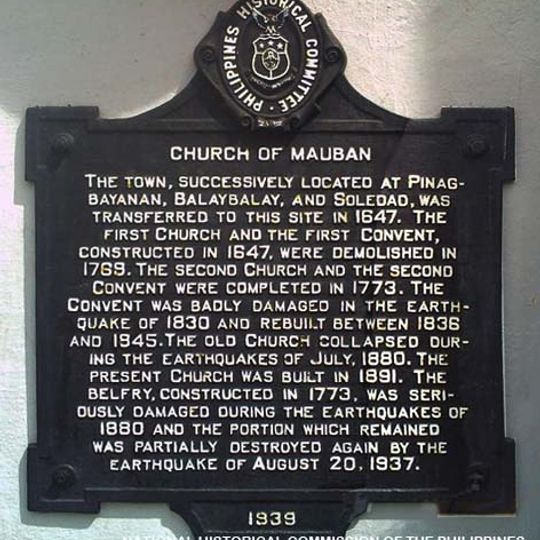 PHILIPPINES HISTORICAL COMMITTEE
CHURCH OF MAUBAN
THE TOWN, SUCCESSIVELY LOCATED AT PINAG-
BAYANAN, BALAYBALAY, AND SOLEDAD, WAS
TRANSFERRED TO THIS SITE IN 1647. THE
FIRST CHURCH AND THE FIRST CONVENT,
CONSTRUCTED IN 1647, WERE DEMOLISHED IN
1769. THE SECOND CHURCH AND THE SECOND
CONVENT WERE COMPLETED IN 1773. THE
CONVENT WAS BADLY DAMAGED IN THE EARTH-
QUAKE OF 1830 AND REBUILT BETWEEN 1836
AND 1945. THE OLD CHURCH COLLAPSED DUR-
ING THE EARTHQUAKES OF JULY, 1880. THE
PRESENT CHURCH WAS BUILT IN 1891. THE
BELFRY, CONSTRUCTED IN 1773, WAS SERI-
OUSLY DAMAGED DURING THE EARTHQUAKES OF
1880 AND THE PORTION WHICH REMAINED
WAS PARTIALLY DESTROYED AGAIN BY THE
EARTHQUAKE OF AUGUST 20, 1937.
1939
NATIONAL HISTORICAL COMMISSION OF THE PHILIPPINES